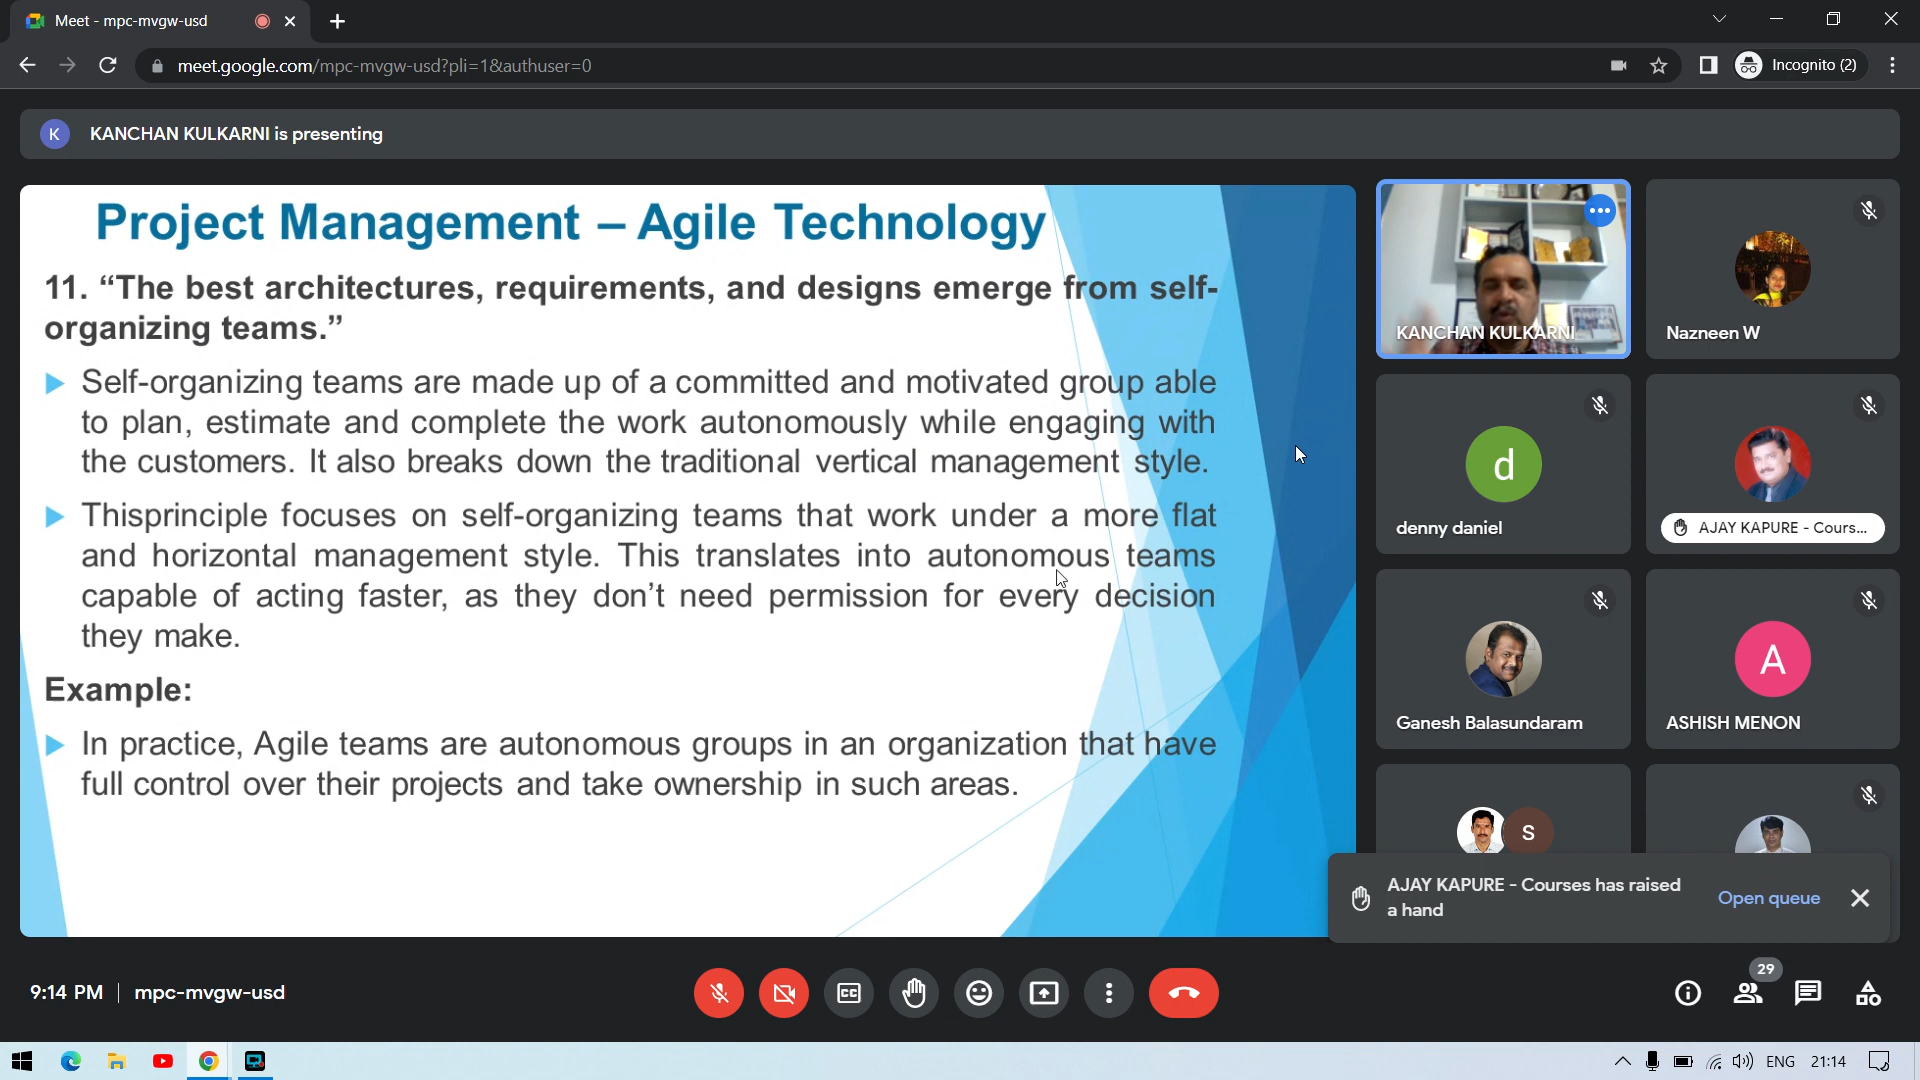 Meet - mpc-mvgw-usd
meet.google.com/mpc-mvgw-usd?pli=1&authuser=0
Incognito (2)
K
KANCHAN KULKARNI is presenting
Project Management – Agile Technology
11. “The best architectures, requirements, and designs emerge from self-
organizing teams.”
Self-organizing teams are made up of a committed and motivated group able
to plan, estimate and complete the work autonomously while engaging with
the customers. It also breaks down the traditional vertical management style.
Thisprinciple focuses on self-organizing teams that work under a more flat
and horizontal management style. This translates into autonomous teams
capable of acting faster, as they don’t need permission for every decision
they make.
Example:
In practice, Agile teams are autonomous groups in an organization that have
full control over their projects and take ownership in such areas.
KANCHAN KULKARNI
Nazneen W
d
denny daniel
AJAY KAPURE - Cours...
Ganesh Balasundaram
A
ASHISH MENON
S
AJAY KAPURE - Courses has raised
a hand
Open queue
9:14 PM | mpc-mvgw-usd
CC
29
ENG
21:14